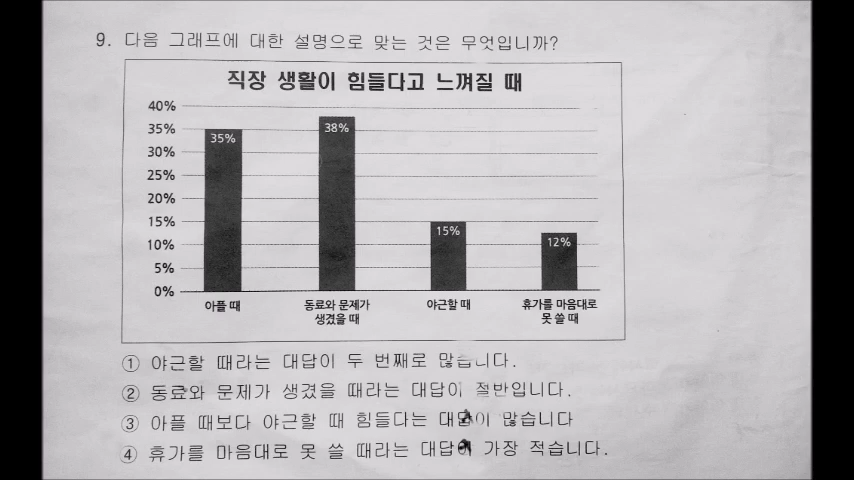 9. 다음 그래프에 대한 설명으로 맞는 것은 무엇입니까?
직장 생활이 힘들다고 느껴질 때
40%
35%
30%
25%
20%
15%
10%
5%
0%
35%
38%
15%
12%
아플 때
동료와 문제가
생겼을 때
야근할 때
휴가를 마음대로
못 쓸 때
① 야근할 때라는 대답이 두 번째로 많습니다.
② 동료와 문제가 생겼을 때라는 대답이 절반입니다.
③ 아플 때보다 야근할 때 힘들다는 대답이 많습니다
④ 휴가를 마음대로 못 쓸 때라는 대답이 가장 적습니다.